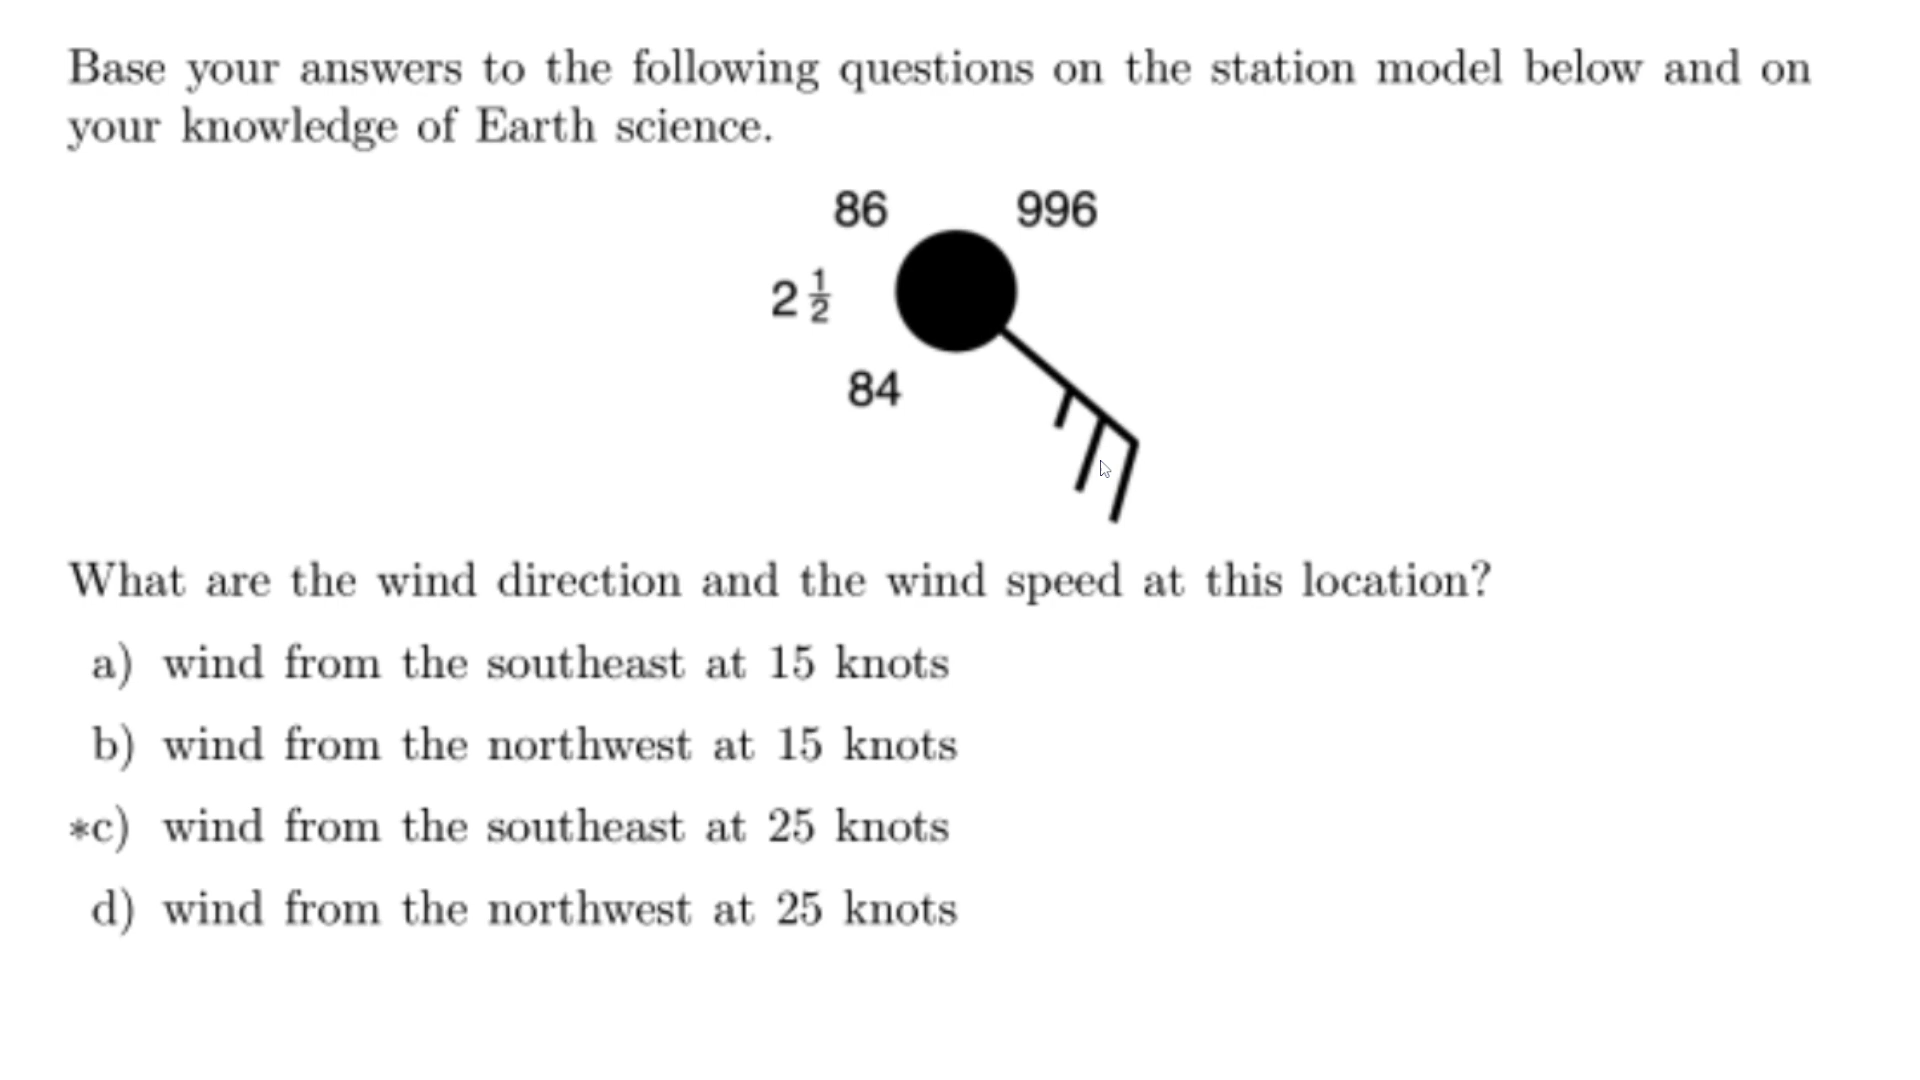 Base your answers to the following questions on the station model below and on
your knowledge of Earth science.
86 996
2 1/2
84
What are the wind direction and the wind speed at this location?
a) wind from the southeast at 15 knots
b) wind from the northwest at 15 knots
*c) wind from the southeast at 25 knots
d) wind from the northwest at 25 knots